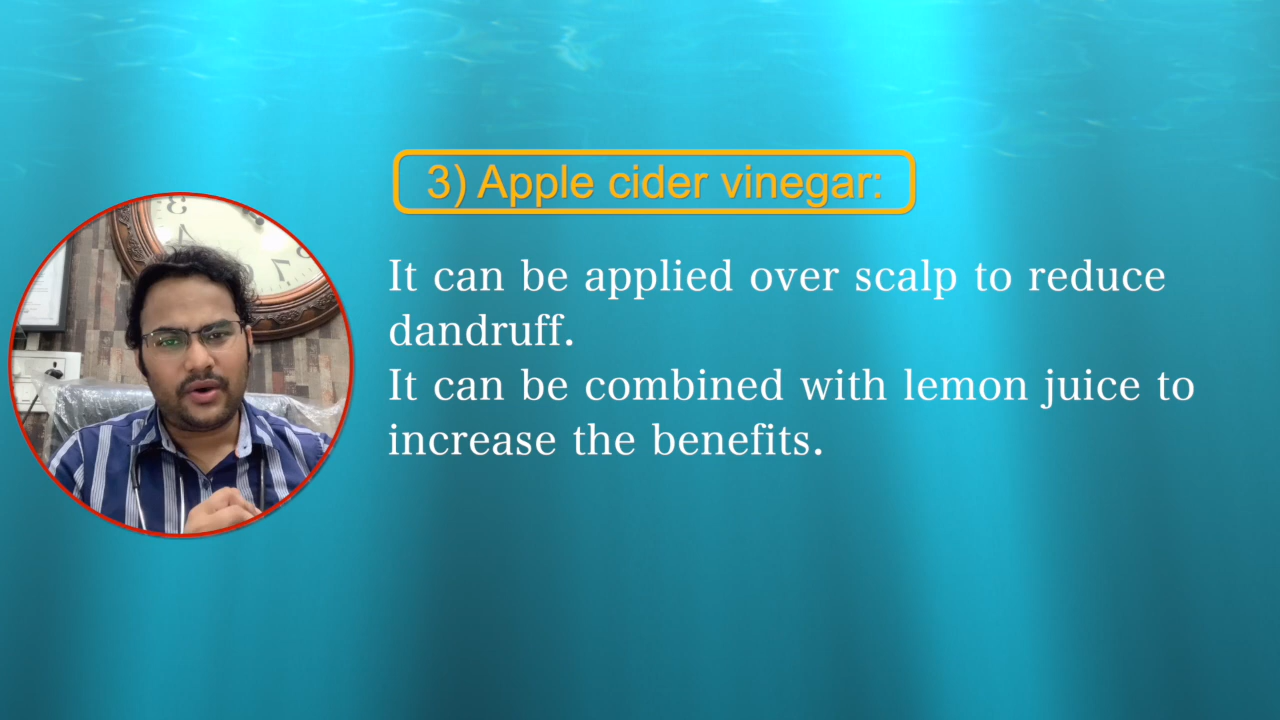 3) Apple cider vinegar:
It can be applied over scalp to reduce
dandruff.
It can be combined with lemon juice to
increase the benefits.